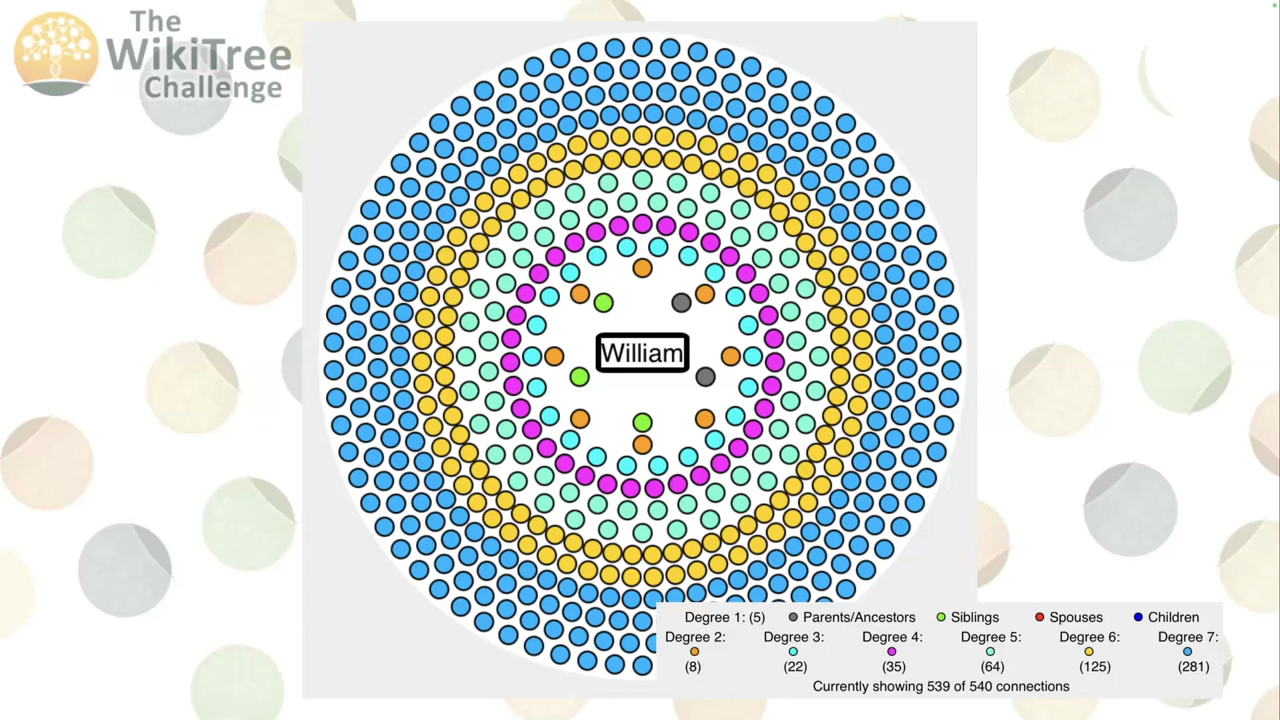 The
WikiTree
Challenge
William
Degree 1: (5) Parents/Ancestors Siblings Spouses Children
Degree 2: Degree 3: Degree 4: Degree 5: Degree 6: Degree 7:
(8) (22) (35) (64) (125) (281)
Currently showing 539 of 540 connections